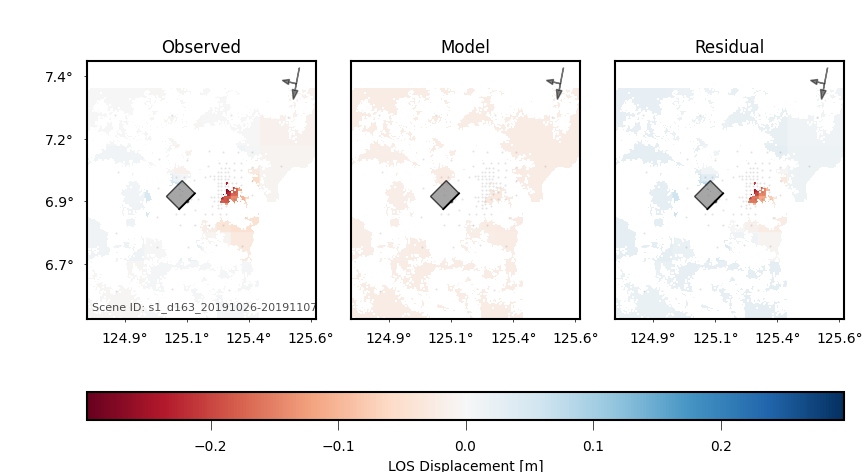 Observed
Model
Residual
7.4°
7.2°
6.9°
6.7°
Scene ID: s1_d163_20191026-20191107
124.9° 125.1° 125.4° 125.6°
124.9° 125.1° 125.4° 125.6°
124.9° 125.1° 125.4° 125.6°
−0.2 −0.1 0.0 0.1 0.2
LOS Displacement [m]